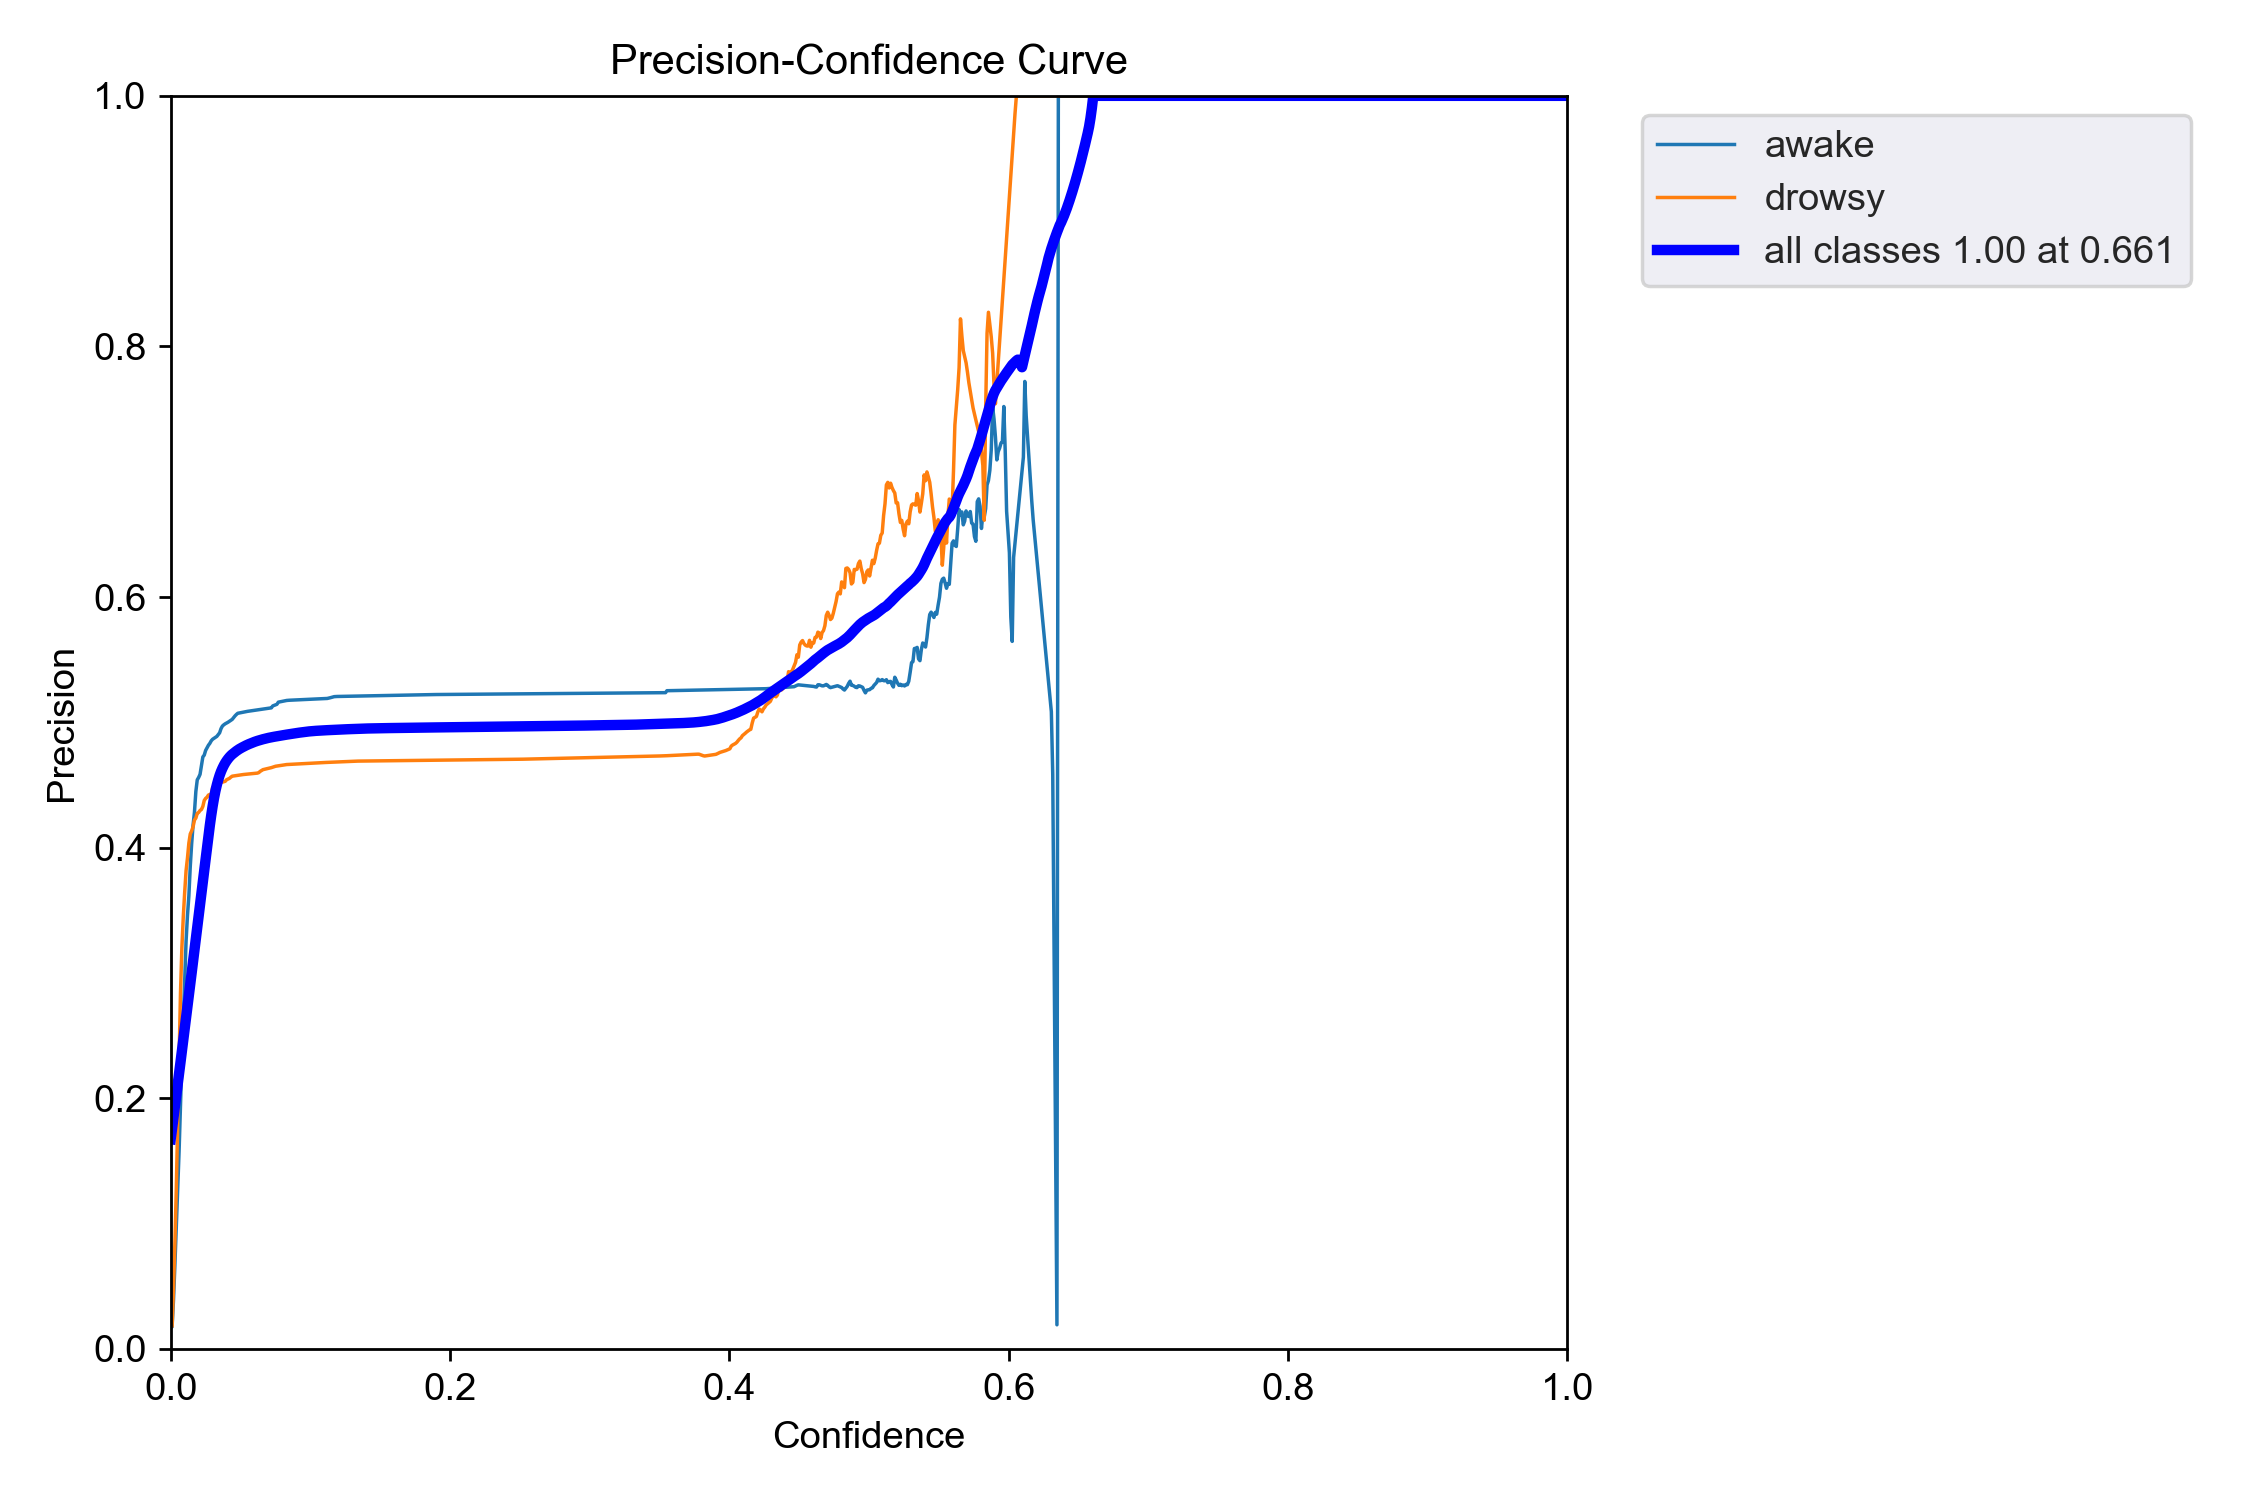 Precision-Confidence Curve
1.0
0.8
0.6
0.4
0.2
0.0
Precision
0.0 0.2 0.4 0.6 0.8 1.0
Confidence
awake
drowsy
all classes 1.00 at 0.661